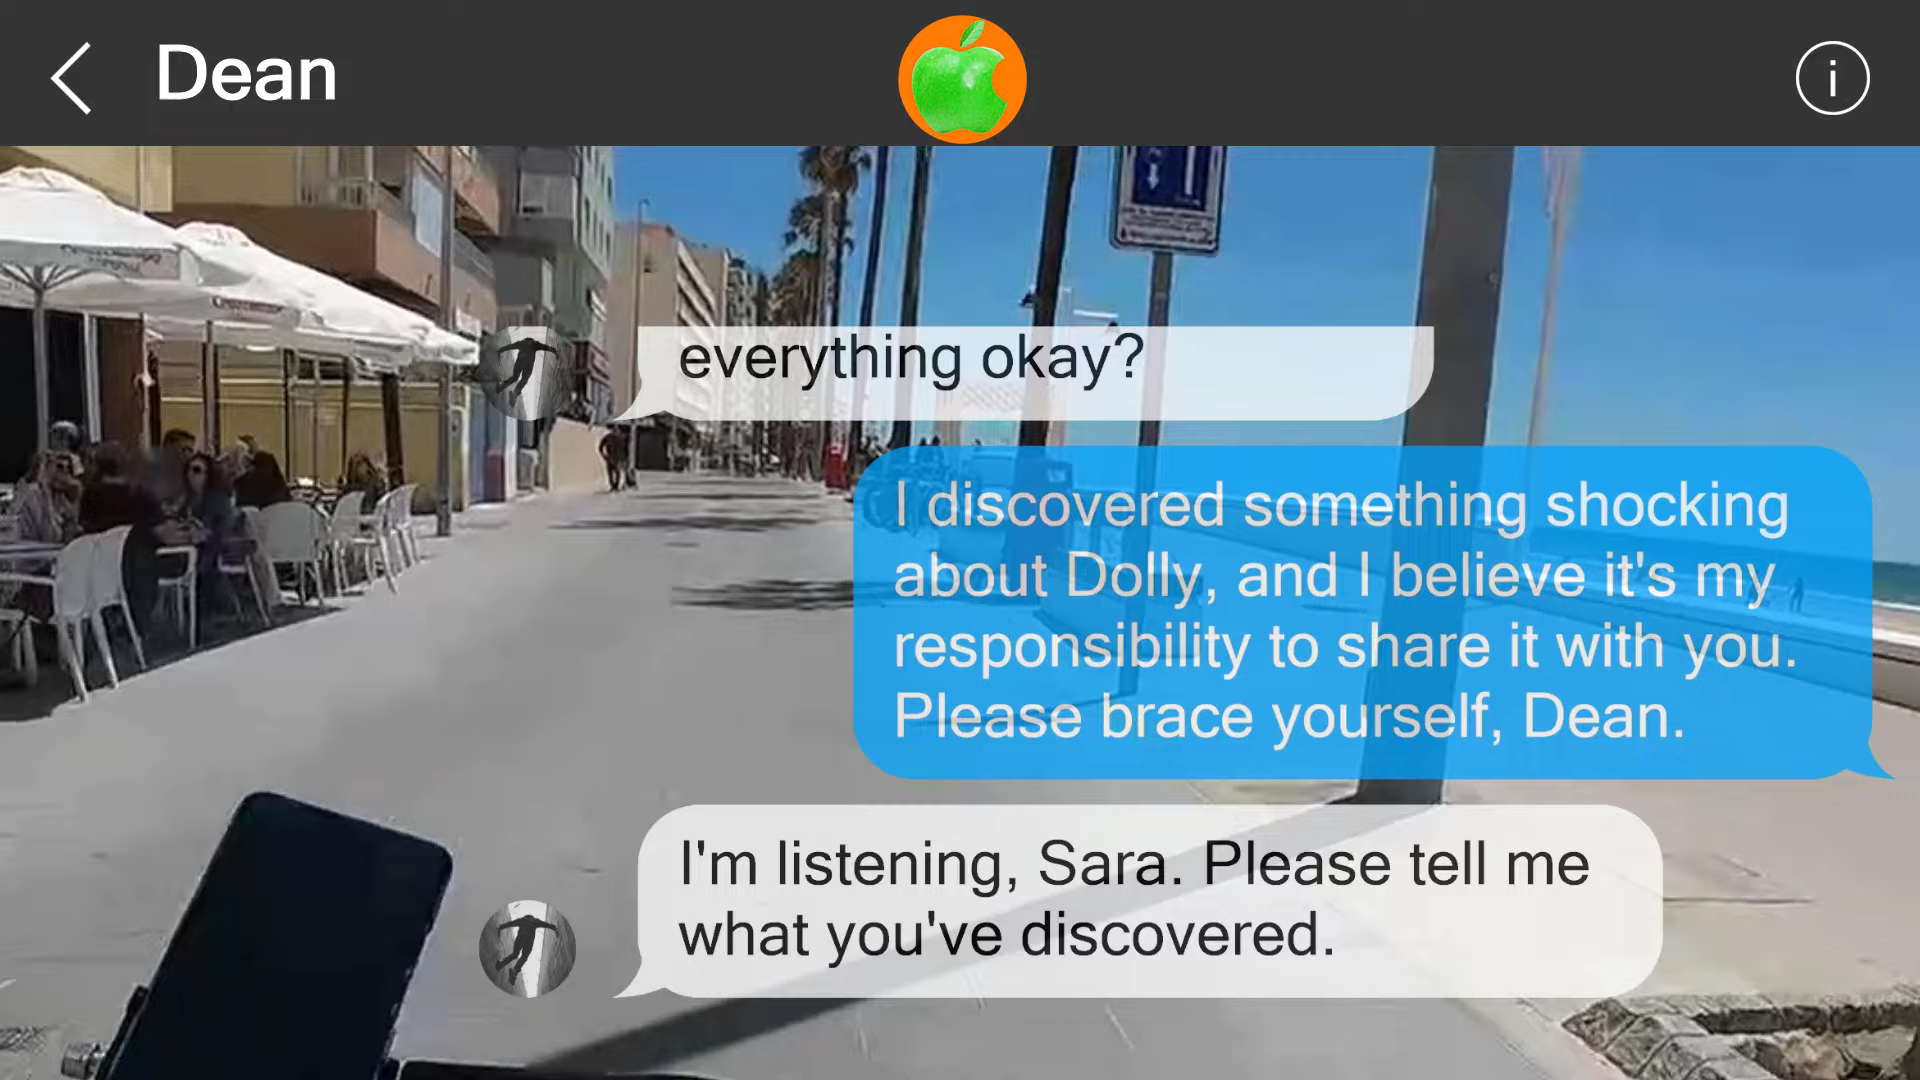 Dean
everything okay?
I discovered something shocking
about Dolly, and I believe it's my
responsibility to share it with you.
Please brace yourself, Dean.
I'm listening, Sara. Please tell me
what you've discovered.